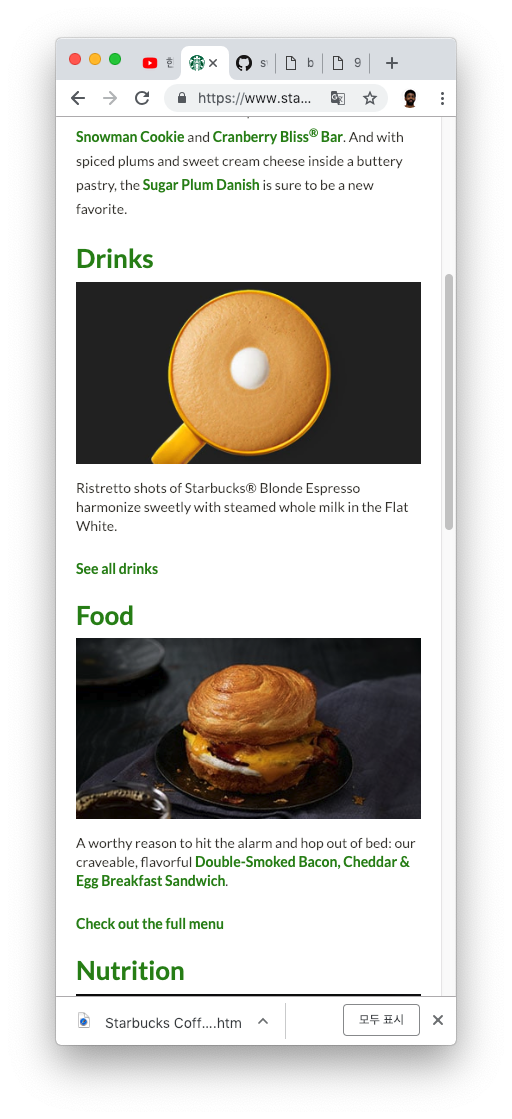 한
s
b
9
https://www.sta...
Snowman Cookie and Cranberry Bliss® Bar. And with
spiced plums and sweet cream cheese inside a buttery
pastry, the Sugar Plum Danish is sure to be a new
favorite.
Drinks
Ristretto shots of Starbucks® Blonde Espresso
harmonize sweetly with steamed whole milk in the Flat
White.
See all drinks
Food
A worthy reason to hit the alarm and hop out of bed: our
craveable, flavorful Double-Smoked Bacon, Cheddar &
Egg Breakfast Sandwich.
Check out the full menu
Nutrition
Starbucks Coff....htm
모두 표시